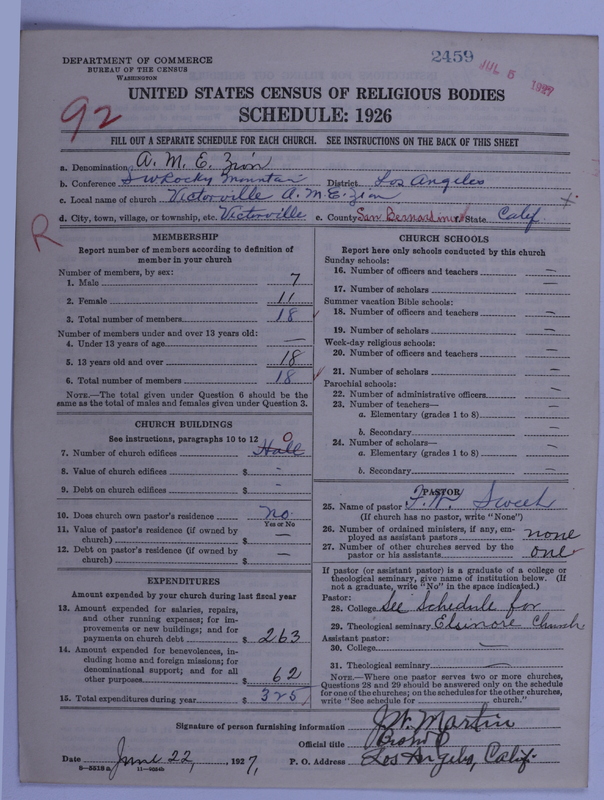 2459
JUL 5 1927
DEPARTMENT OF COMMERCE
BUREAU OF THE CENSUS
WASHINGTON
UNITED STATES CENSUS OF RELIGIOUS BODIES
SCHEDULE: 1926
92
FILL OUT A SEPARATE SCHEDULE FOR EACH CHURCH. SEE INSTRUCTIONS ON THE BACK OF THIS SHEET
a. Denomination A. M. E. Zion
b. Conference SW Rocky Mountain District Los Angeles
c. Local name of church Victorville A. M. E. Zion
d. City, town, village, or township, etc. Victorville e. County San Bernardino f. State Calif
R
MEMBERSHIP
Report number of members according to definition of member in your church
Number of members, by sex:
1. Male 7
2. Female 11
3. Total number of members 18
Number of members under and over 13 years old:
4. Under 13 years of age —
5. 13 years old and over 18
6. Total number of members 18
NOTE.—The total given under Question 6 should be the same as the total of males and females given under Question 3.
CHURCH BUILDINGS
See instructions, paragraphs 10 to 12
7. Number of church edifices Hall 0
8. Value of church edifices $ -
9. Debt on church edifices $ -
10. Does church own pastor's residence? no
Yes or No
11. Value of pastor's residence (if owned by church) $ —
12. Debt on pastor's residence (if owned by church) $ —
EXPENDITURES
Amount expended by your church during last fiscal year
13. Amount expended for salaries, repairs, and other running expenses; for improvements or new buildings; and for payments on church debt $ 263
14. Amount expended for benevolences, including home and foreign missions; for denominational support; and for all other purposes $ 62
15. Total expenditures during year $ 325
CHURCH SCHOOLS
Report here only schools conducted by this church
Sunday schools:
16. Number of officers and teachers —
17. Number of scholars —
Summer vacation Bible schools:
18. Number of officers and teachers —
19. Number of scholars —
Week-day religious schools:
20. Number of officers and teachers —
21. Number of scholars —
Parochial schools:
22. Number of administrative officers —
23. Number of teachers—
a. Elementary (grades 1 to 8) —
b. Secondary —
24. Number of scholars—
a. Elementary (grades 1 to 8) —
b. Secondary —
PASTOR
25. Name of pastor F. W. Sweet
(If church has no pastor, write "None")
26. Number of ordained ministers, if any, employed as assistant pastors none
27. Number of other churches served by the pastor or his assistants one
If pastor (or assistant pastor) is a graduate of a college or theological seminary, give name of institution below. (If not a graduate, write "No" in the space indicated.)
Pastor:
28. College See Schedule for
29. Theological seminary Elsinore Church
Assistant pastor:
30. College —
31. Theological seminary —
NOTE.—Where one pastor serves two or more churches, Questions 28 and 29 should be answered only on the schedule for one of the churches; on the schedules for the other churches, write "See schedule for ______ church."
Signature of person furnishing information J. W. Martin
Official title Bishop
Date June 22, 1927, P. O. Address Los Angeles, Calif.